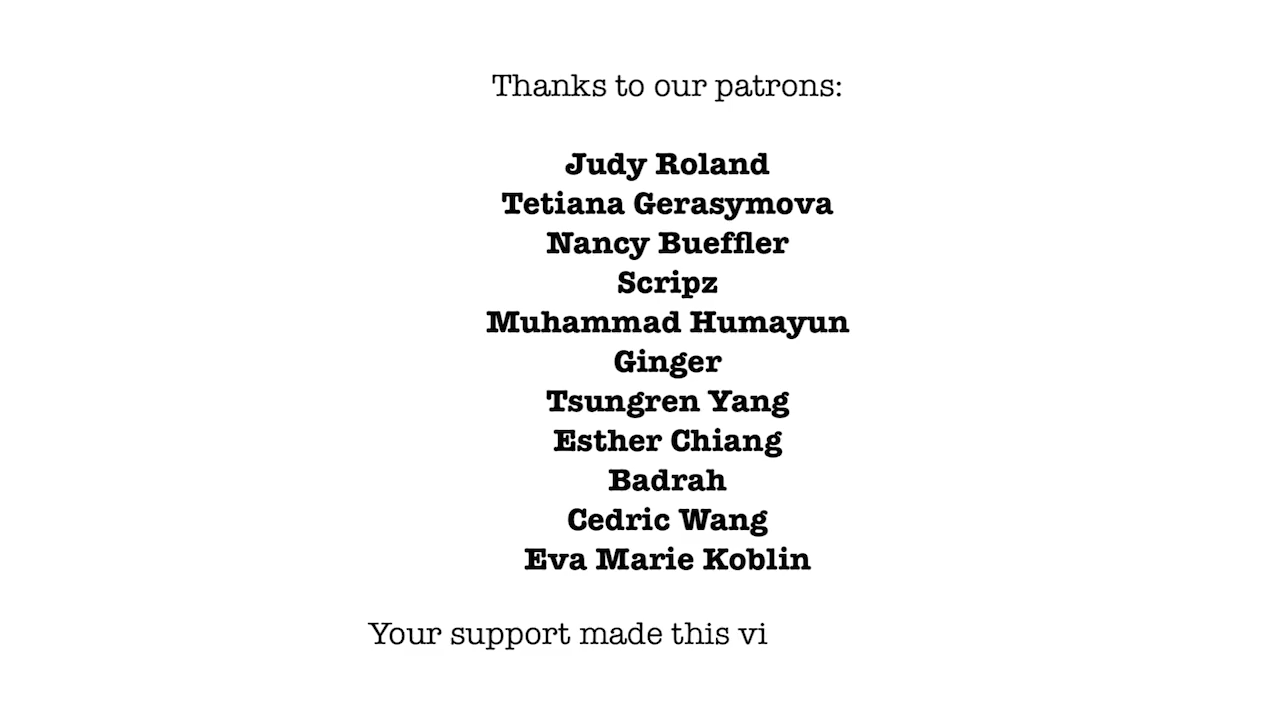 Thanks to our patrons:
Judy Roland
Tetiana Gerasymova
Nancy Bueffler
Scripz
Muhammad Humayun
Ginger
Tsungren Yang
Esther Chiang
Badrah
Cedric Wang
Eva Marie Koblin
Your support made this vi